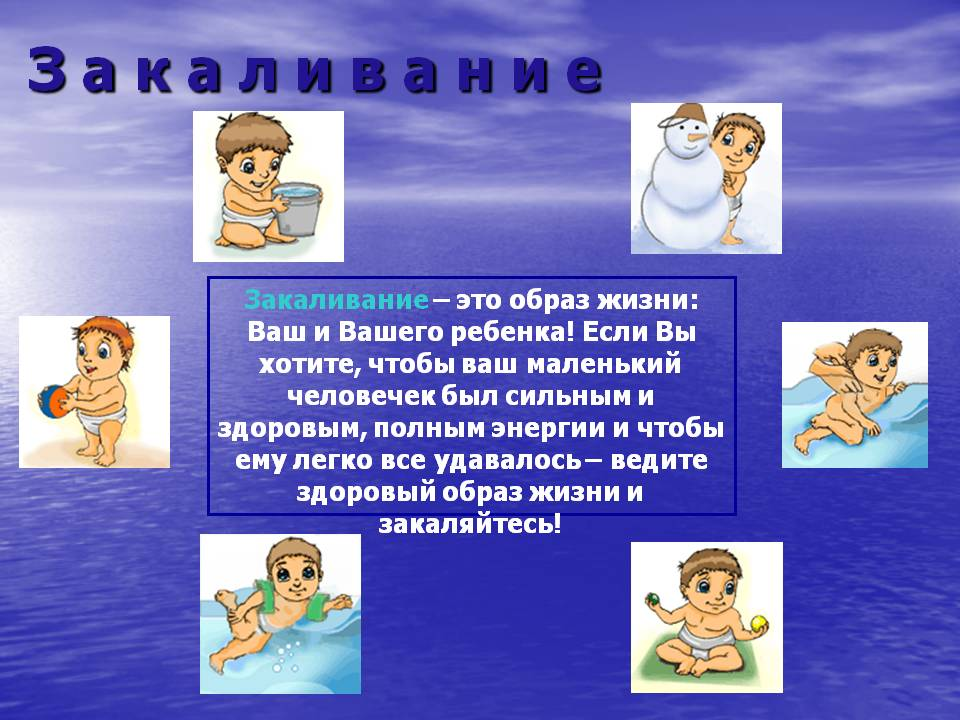 З а к а л и в а н и е
Закаливание – это образ жизни:
Ваш и Вашего ребенка! Если Вы
хотите, чтобы ваш маленький
человечек был сильным и
здоровым, полным энергии и чтобы
ему легко все удавалось – ведите
здоровый образ жизни и
закаляйтесь!